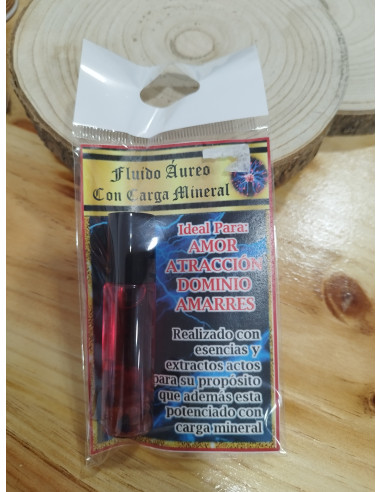 Fluido Áureo
Con Carga Mineral
Ideal Para:
AMOR
ATRACCIÓN
DOMINIO
AMARRES
Realizado con
esencias y
extractos actos
para su propósito
que además esta
potenciado con
carga mineral